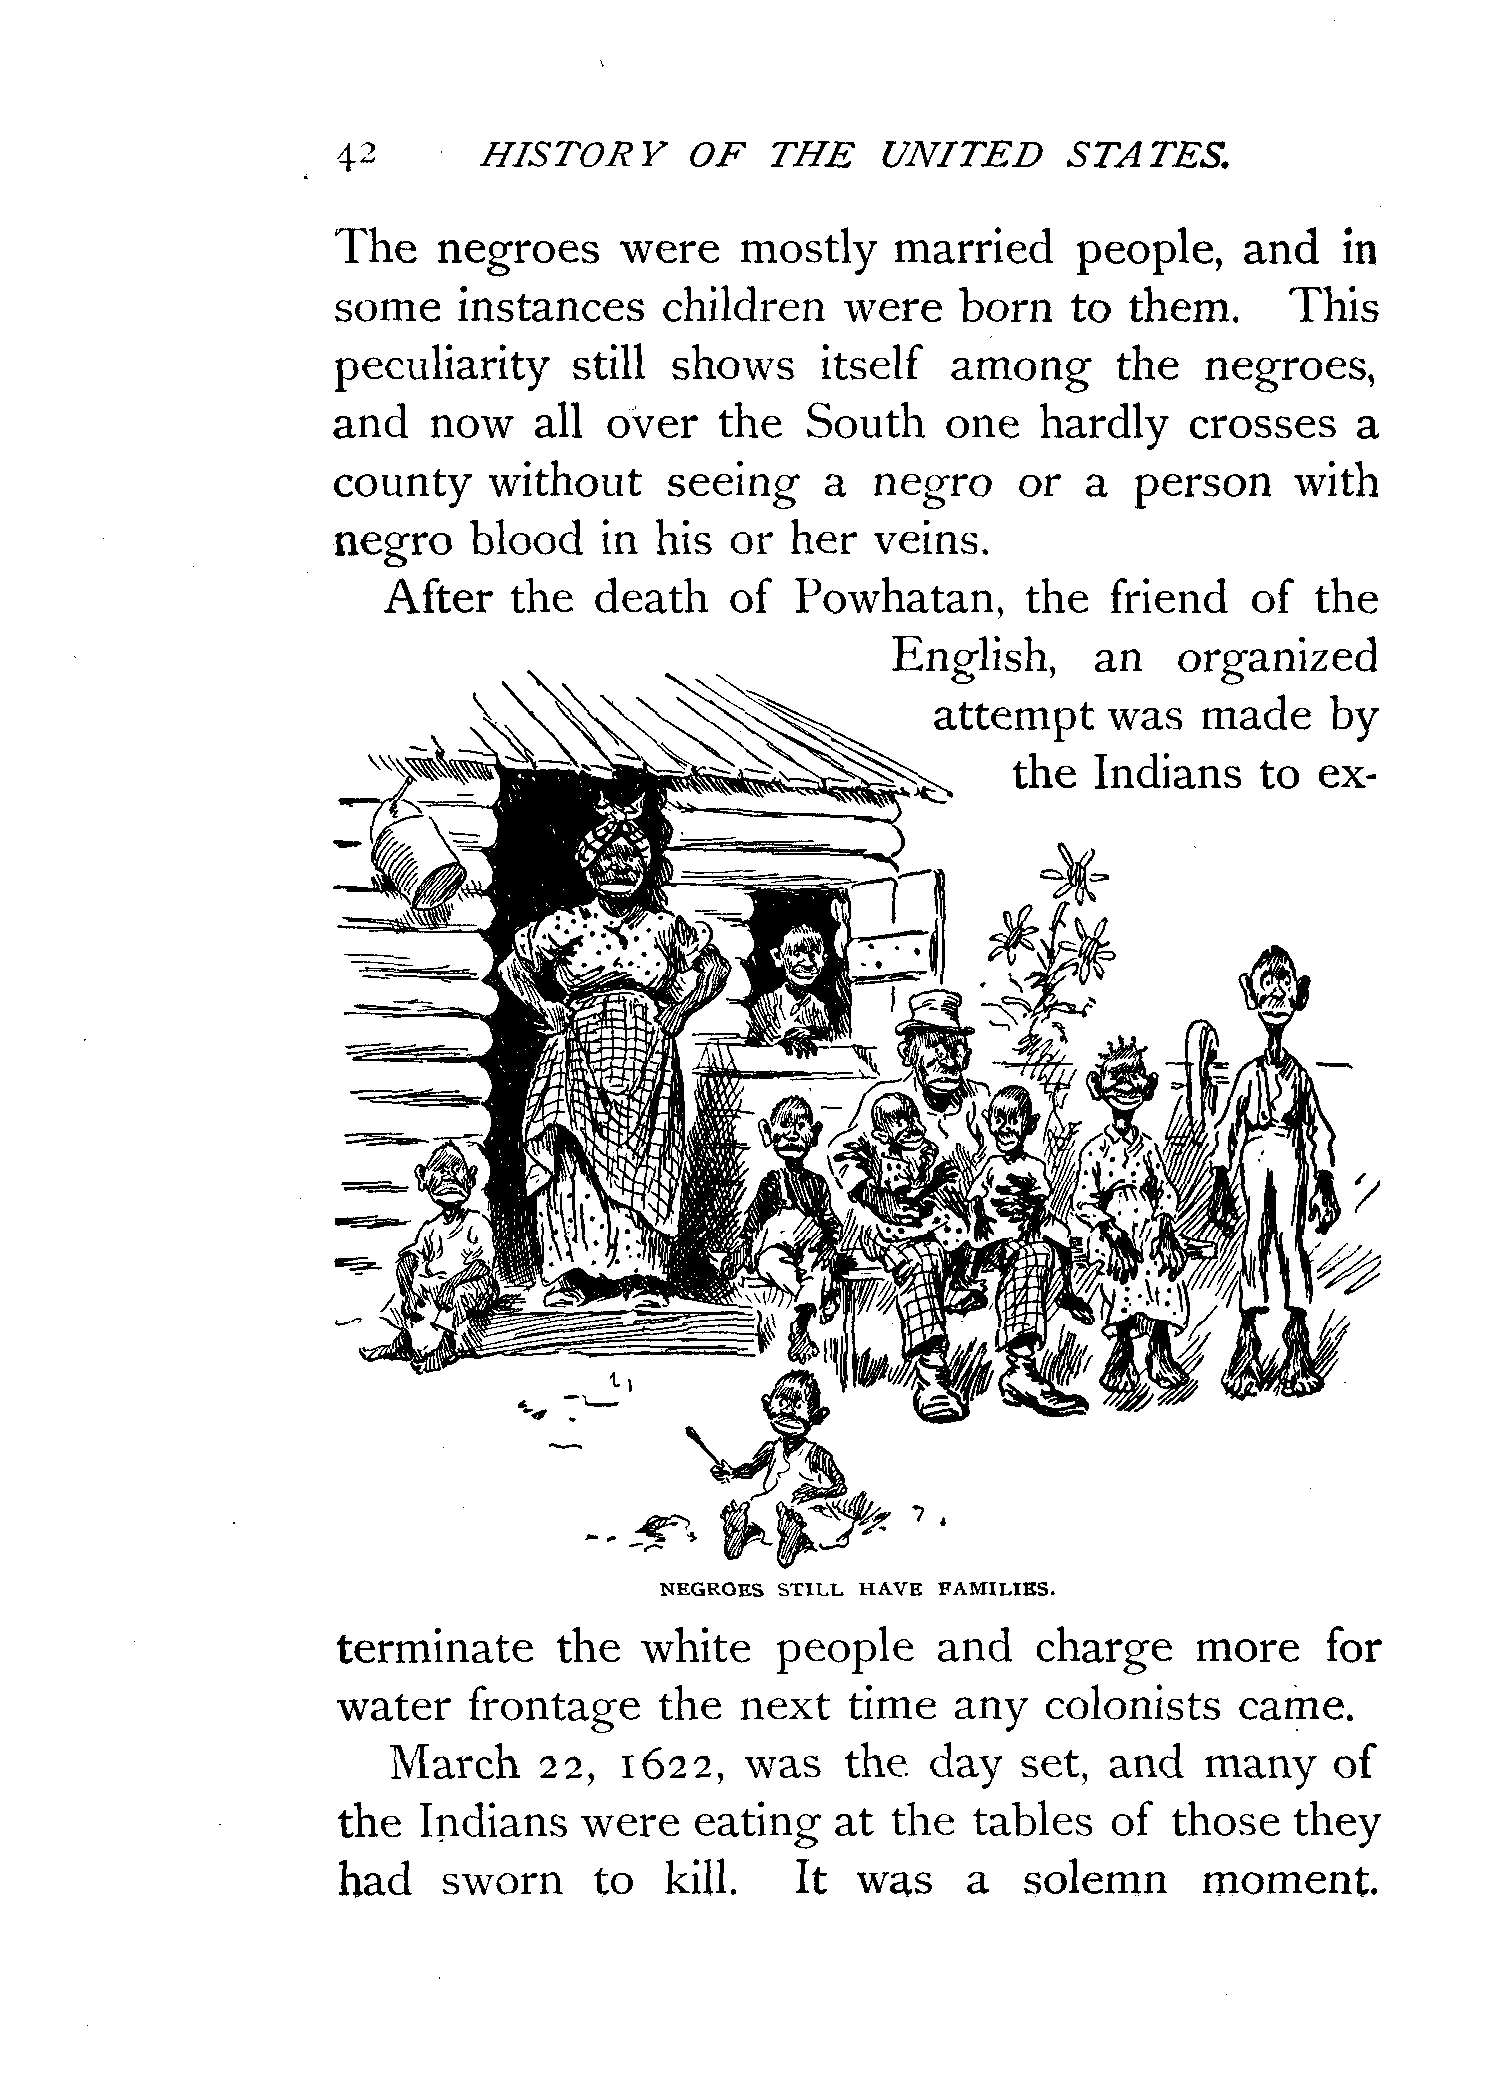 42 HISTORY OF THE UNITED STATES.
The negroes were mostly married people, and in
some instances children were born to them. This
peculiarity still shows itself among the negroes,
and now all over the South one hardly crosses a
county without seeing a negro or a person with
negro blood in his or her veins.
After the death of Powhatan, the friend of the
English, an organized
attempt was made by
the Indians to ex-
NEGROES STILL HAVE FAMILIES.
terminate the white people and charge more for
water frontage the next time any colonists came.
March 22, 1622, was the day set, and many of
the Indians were eating at the tables of those they
had sworn to kill. It was a solemn moment.